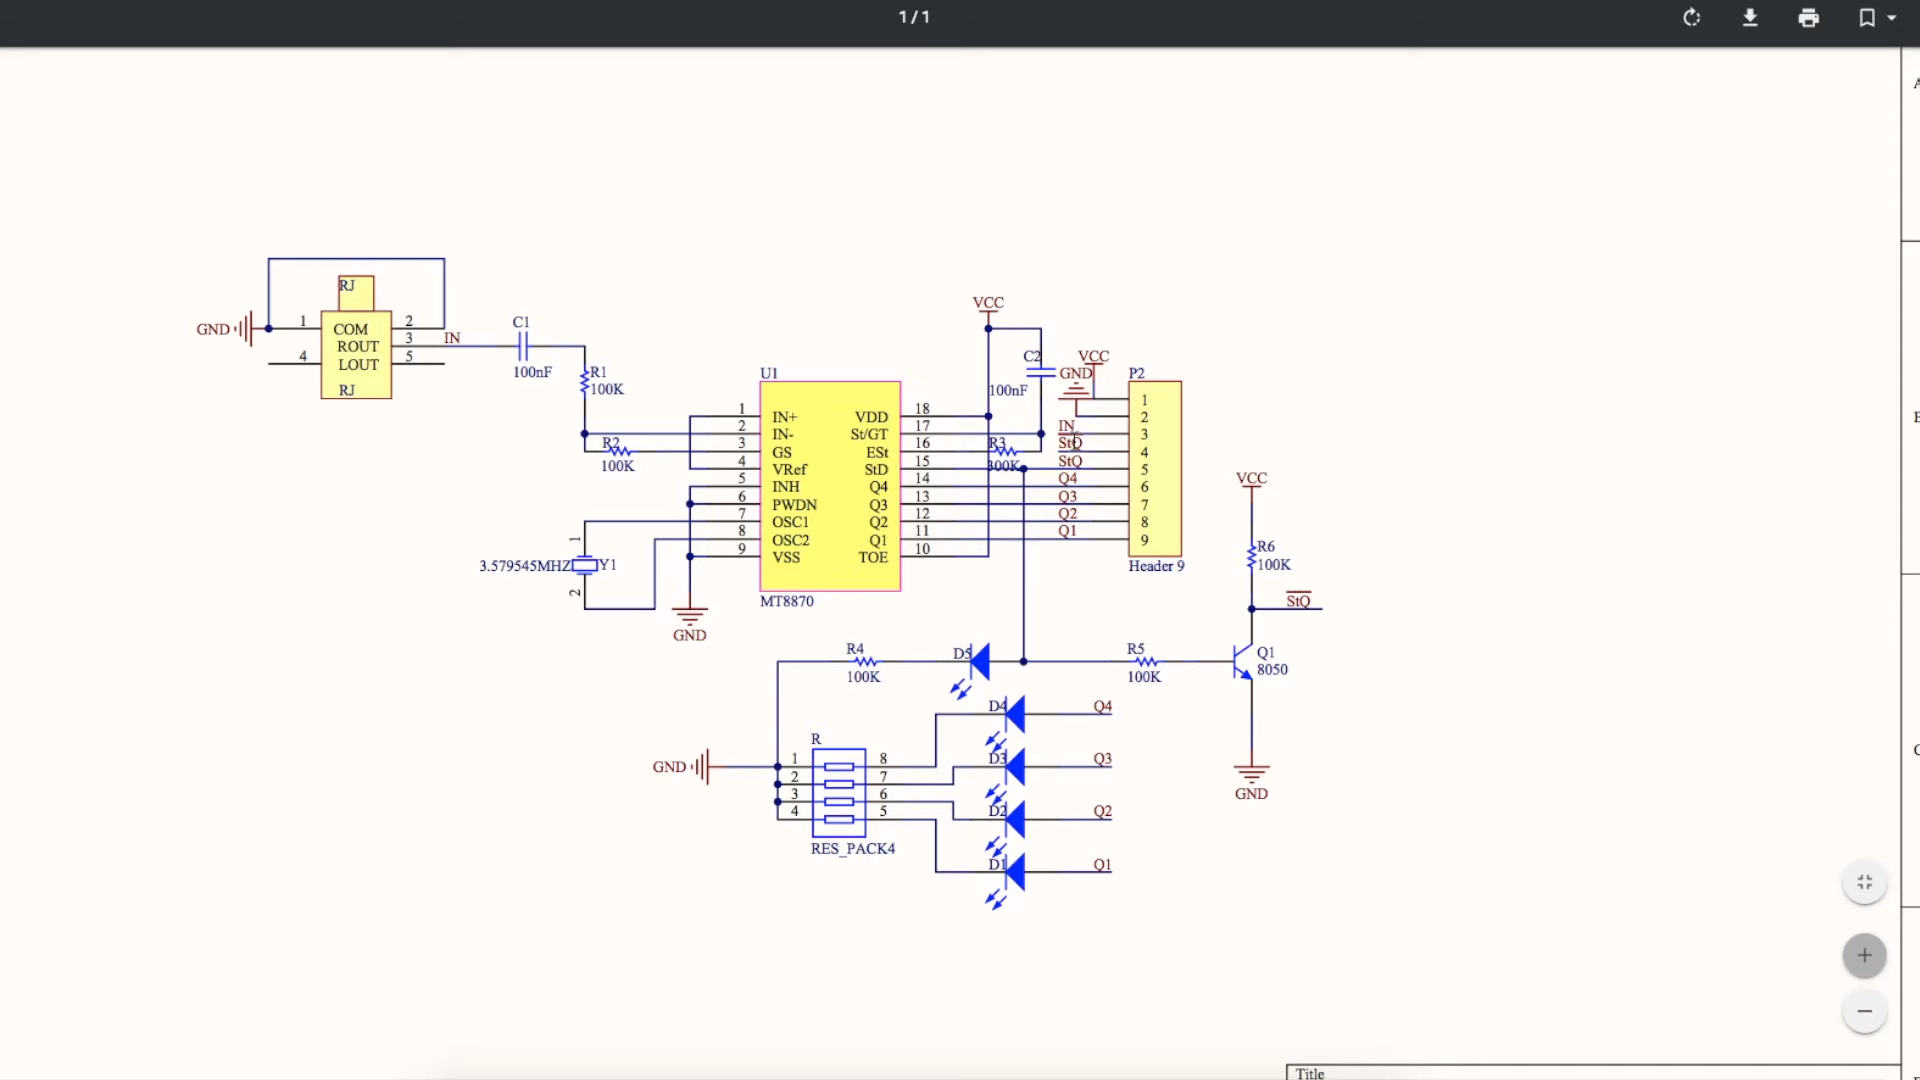 1 / 1
A
RJ
GND
1
COM
2
ROUT
3
IN
4
LOUT
5
RJ
C1
100nF
R1
100K
R2
100K
3.579545MHZ
1
Y1
2
U1
1 IN+ VDD 18
2 IN- St/GT 17
3 GS ESt 16
4 VRef StD 15
5 INH Q4 14
6 PWDN Q3 13
7 OSC1 Q2 12
8 OSC2 Q1 11
9 VSS TOE 10
MT8870
GND
VCC
C2
100nF
R3
300K
VCC
GND
P2
1
2
IN 3
StQ 4
StQ 5
Q4 6
Q3 7
Q2 8
Q1 9
Header 9
B
VCC
R6
100K
StQ
Q1
8050
GND
R4
100K
D5
R5
100K
D4 Q4
D3 Q3
D2 Q2
D1 Q1
GND
R
1 8
2 7
3 6
4 5
RES_PACK4
C
Title